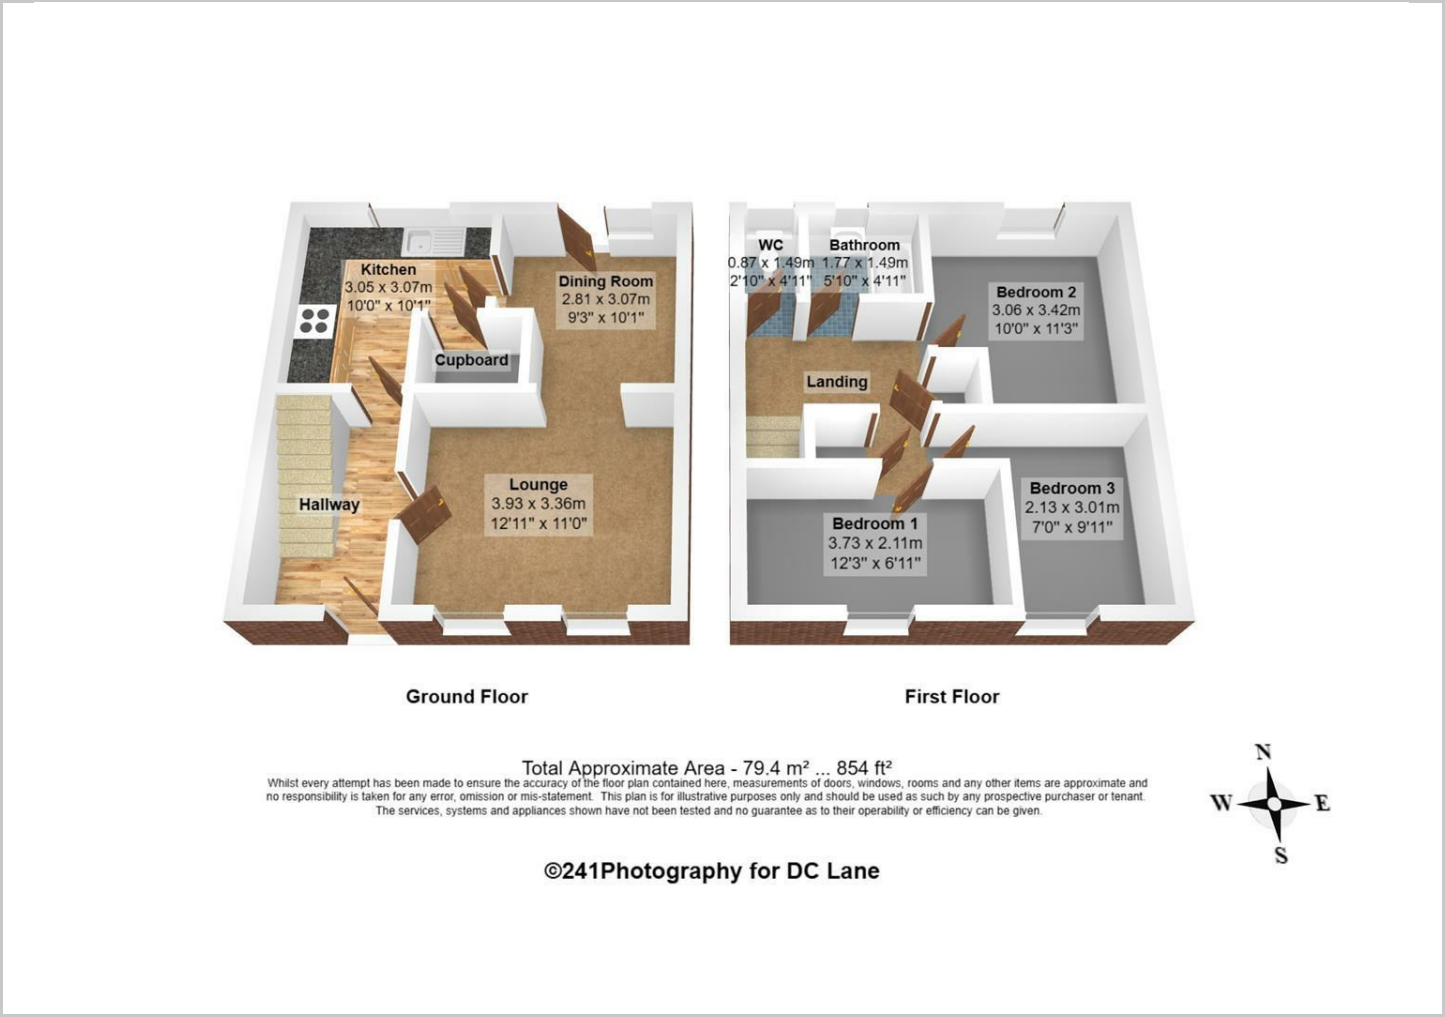 Kitchen
3.05 x 3.07m
10'0" x 10'1"
Dining Room
2.81 x 3.07m
9'3" x 10'1"
Cupboard
Lounge
3.93 x 3.36m
12'11" x 11'0"
Hallway
WC
0.87 x 1.49m
2'10" x 4'11"
Bathroom
1.77 x 1.49m
5'10" x 4'11"
Bedroom 2
3.06 x 3.42m
10'0" x 11'3"
Landing
Bedroom 3
2.13 x 3.01m
7'0" x 9'11"
Bedroom 1
3.73 x 2.11m
12'3" x 6'11"
Ground Floor
First Floor
Total Approximate Area - 79.4 m² ... 854 ft²
Whilst every attempt has been made to ensure the accuracy of the floor plan contained here, measurements of doors, windows, rooms and any other items are approximate and
no responsibility is taken for any error, omission or mis-statement. This plan is for illustrative purposes only and should be used as such by any prospective purchaser or tenant.
The services, systems and appliances shown have not been tested and no guarantee as to their operability or efficiency can be given.
©241Photography for DC Lane
N
W E
S